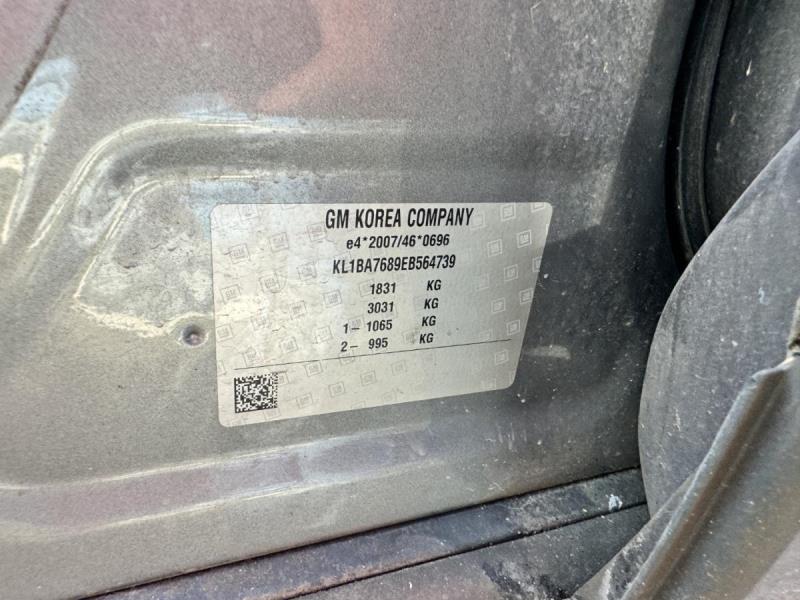 GM KOREA COMPANY
e4*2007/46*0696
KL1BA7689EB564739
1831 KG
3031 KG
1– 1065 KG
2– 995 KG